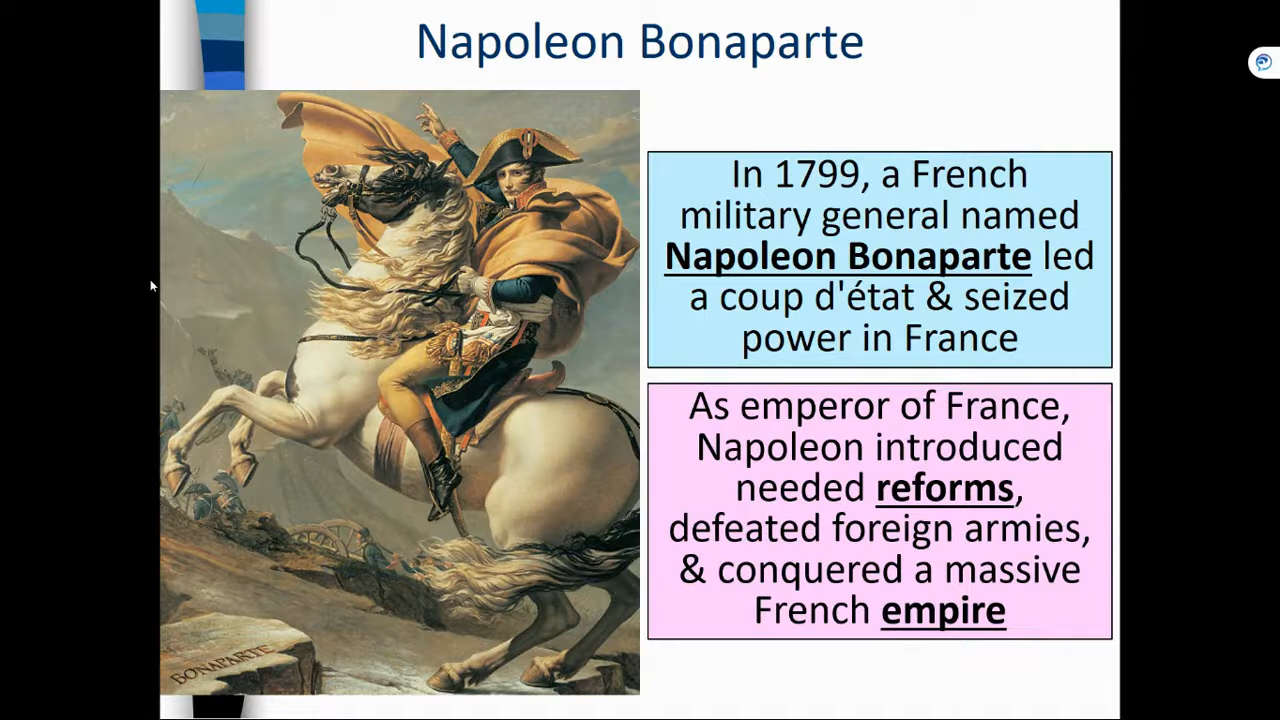 Napoleon Bonaparte
In 1799, a French
military general named
Napoleon Bonaparte led
a coup d'état & seized
power in France
As emperor of France,
Napoleon introduced
needed reforms,
defeated foreign armies,
& conquered a massive
French empire
BONAPARTE